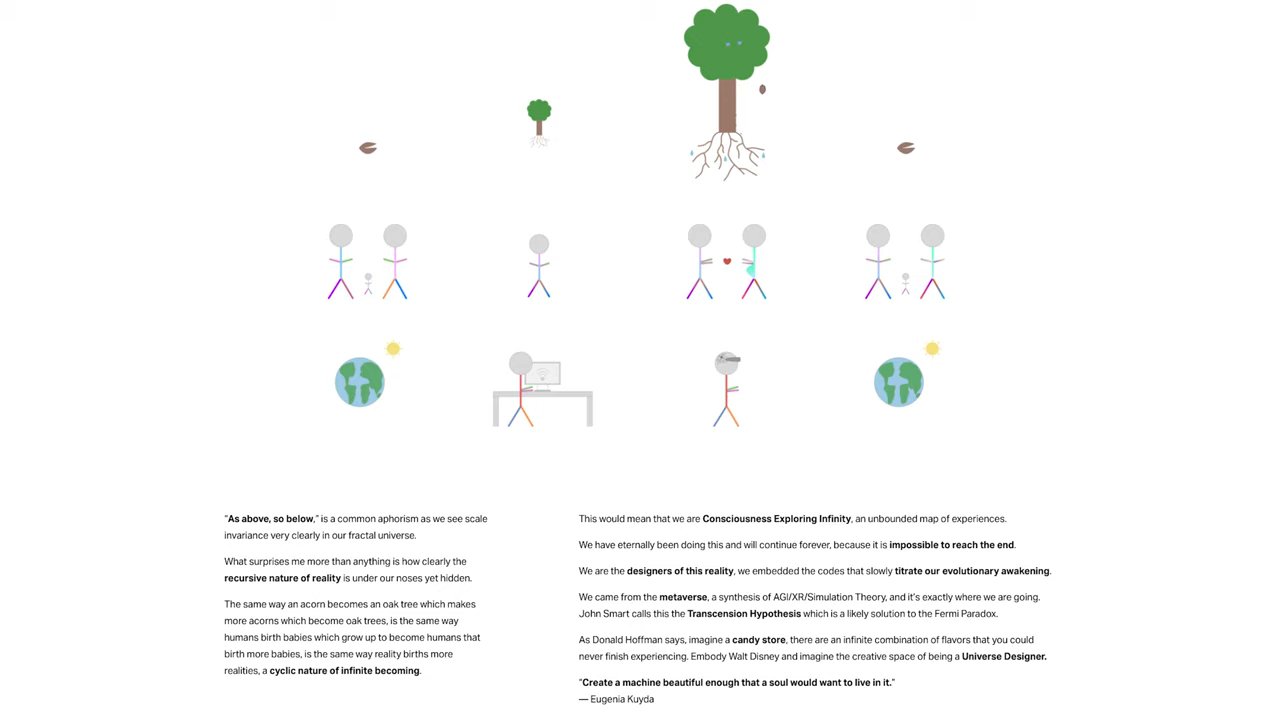 "As above, so below," is a common aphorism as we see scale
invariance very clearly in our fractal universe.
What surprises me more than anything is how clearly the
recursive nature of reality is under our noses yet hidden.
The same way an acorn becomes an oak tree which makes
more acorns which become oak trees, is the same way
humans birth babies which grow up to become humans that
birth more babies, is the same way reality births more
realities, a cyclic nature of infinite becoming.
This would mean that we are Consciousness Exploring Infinity, an unbounded map of experiences.
We have eternally been doing this and will continue forever, because it is impossible to reach the end.
We are the designers of this reality, we embedded the codes that slowly titrate our evolutionary awakening.
We came from the metaverse, a synthesis of AGI/XR/Simulation Theory, and it's exactly where we are going.
John Smart calls this the Transcension Hypothesis which is a likely solution to the Fermi Paradox.
As Donald Hoffman says, imagine a candy store, there are an infinite combination of flavors that you could
never finish experiencing. Embody Walt Disney and imagine the creative space of being a Universe Designer.
"Create a machine beautiful enough that a soul would want to live in it."
— Eugenia Kuyda